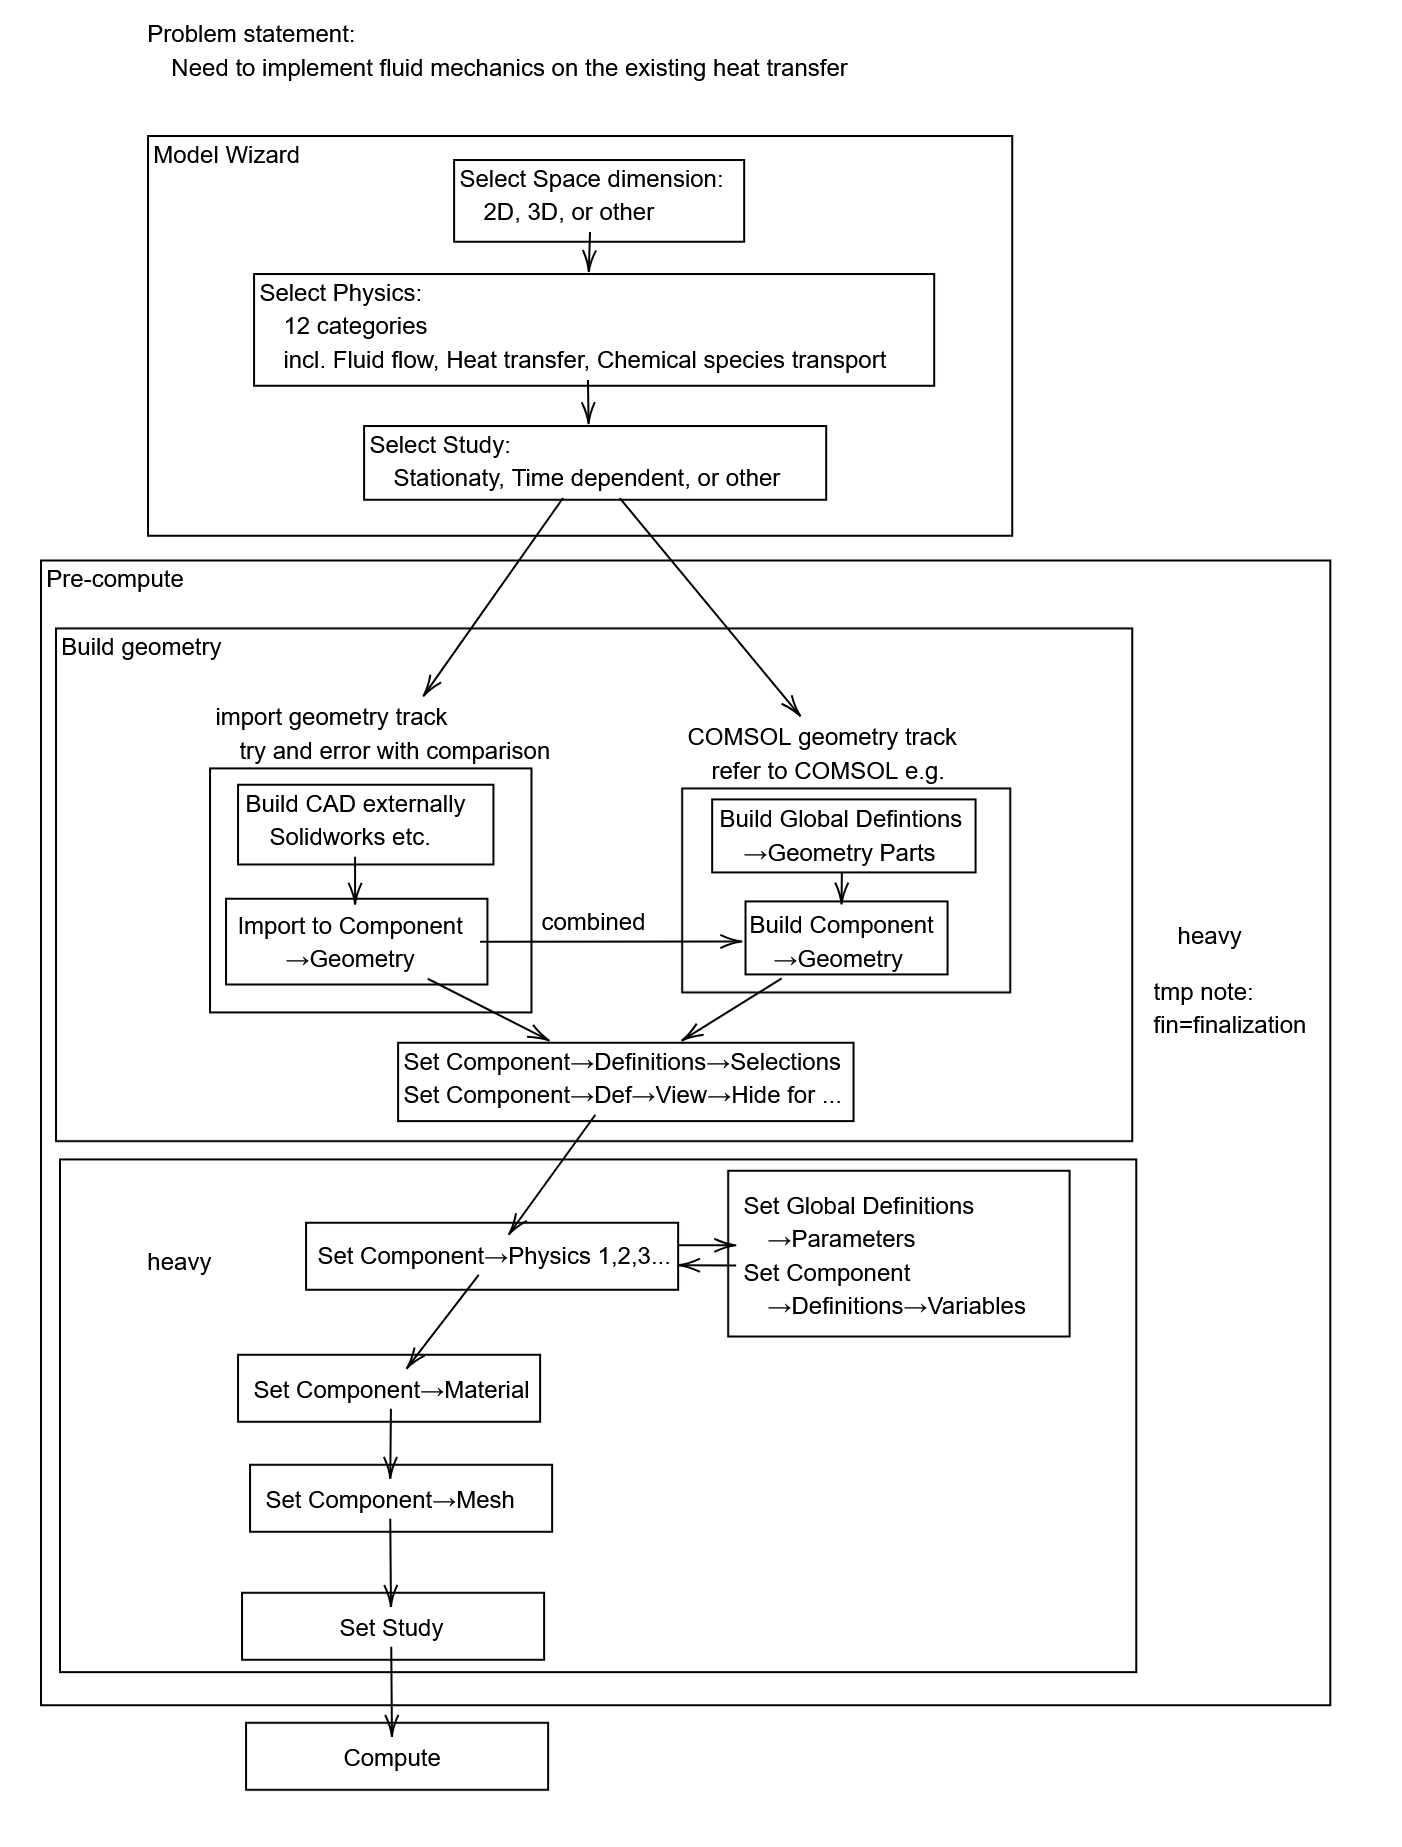 Problem statement:
Need to implement fluid mechanics on the existing heat transfer
Model Wizard
Select Space dimension:
2D, 3D, or other
Select Physics:
12 categories
incl. Fluid flow, Heat transfer, Chemical species transport
Select Study:
Stationaty, Time dependent, or other
Pre-compute
Build geometry
import geometry track
try and error with comparison
COMSOL geometry track
refer to COMSOL e.g.
Build CAD externally
Solidworks etc.
Build Global Defintions
→Geometry Parts
Import to Component
→Geometry
combined
Build Component
→Geometry
heavy
tmp note:
fin=finalization
Set Component→Definitions→Selections
Set Component→Def→View→Hide for ...
heavy
Set Component→Physics 1,2,3...
Set Global Definitions
→Parameters
Set Component
→Definitions→Variables
Set Component→Material
Set Component→Mesh
Set Study
Compute